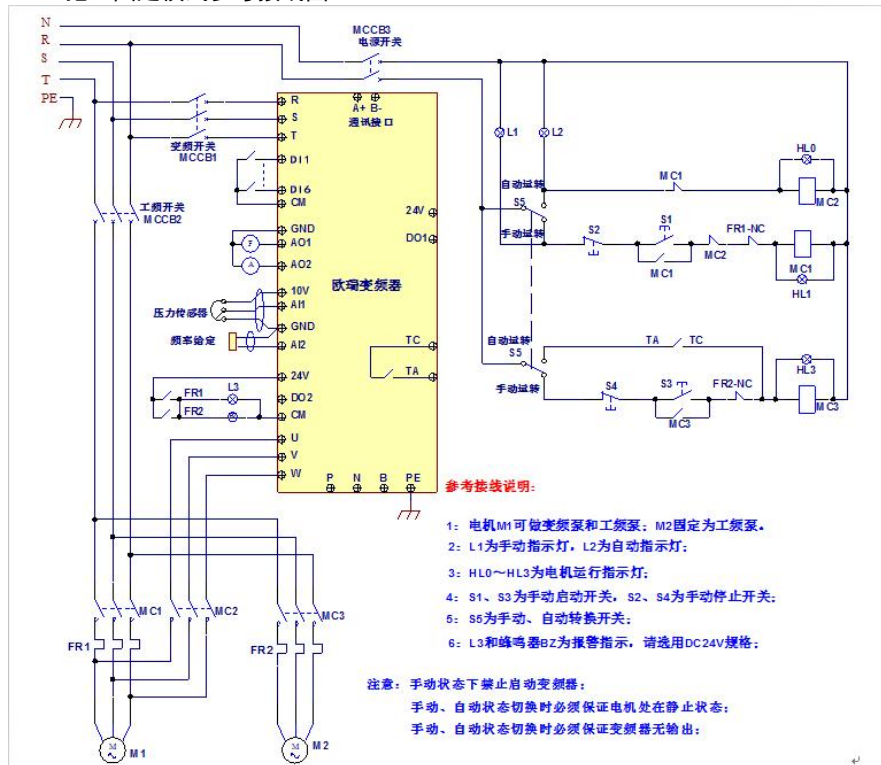 N
R
S
T
PE
MCCB3
电源开关
R
S
T
变频开关
MCCB1
A+ B-
通讯接口
L1
L2
HL0
MC1
MC2
DI1
DI6
CM
工频开关
MCCB2
24V
DO1
自动运转
S5
手动运转
S2
S1
MC1
MC2
FR1-NC
MC1
HL1
GND
F
AO1
A
AO2
欧瑞变频器
10V
压力传感器
AI1
GND
频率给定
AI2
TC
TA
自动运转
S5
手动运转
TA
TC
HL3
S4
S3
FR2-NC
MC3
MC3
24V
FR1
L3
DO2
FR2
CM
U
V
W
P
N
B
PE
参考接线说明:
1: 电机M1可做变频泵和工频泵; M2固定为工频泵。
2: L1为手动指示灯, L2为自动指示灯;
3: HL0~HL3为电机运行指示灯;
4: S1、S3为手动启动开关, S2、S4为手动停止开关;
5: S5为手动、自动转换开关;
6: L3和蜂鸣器BZ为报警指示, 请选用DC24V规格;
MC1
MC2
MC3
FR1
FR2
M
M1
M
M2
注意: 手动状态下禁止启动变频器;
手动、自动状态切换时必须保证电机处在静止状态;
手动、自动状态切换时必须保证变频器无输出;